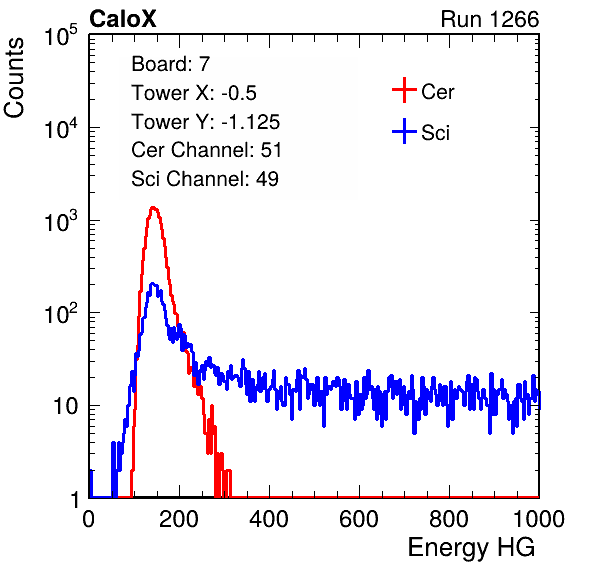 CaloX Run 1266
Counts
Board: 7
Tower X: -0.5
Tower Y: -1.125
Cer Channel: 51
Sci Channel: 49
Cer
Sci
10^5
10^4
10^3
10^2
10
1
0 200 400 600 800 1000
Energy HG